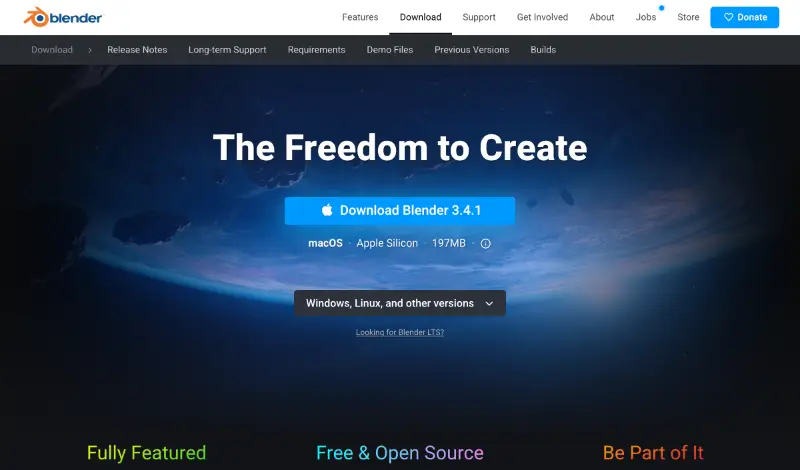 blender
Features Download Support Get Involved About Jobs Store Donate
Download Release Notes Long-term Support Requirements Demo Files Previous Versions Builds
The Freedom to Create
Download Blender 3.4.1
macOS · Apple Silicon · 197MB ·
Windows, Linux, and other versions
Looking for Blender LTS?
Fully Featured Free & Open Source Be Part of It